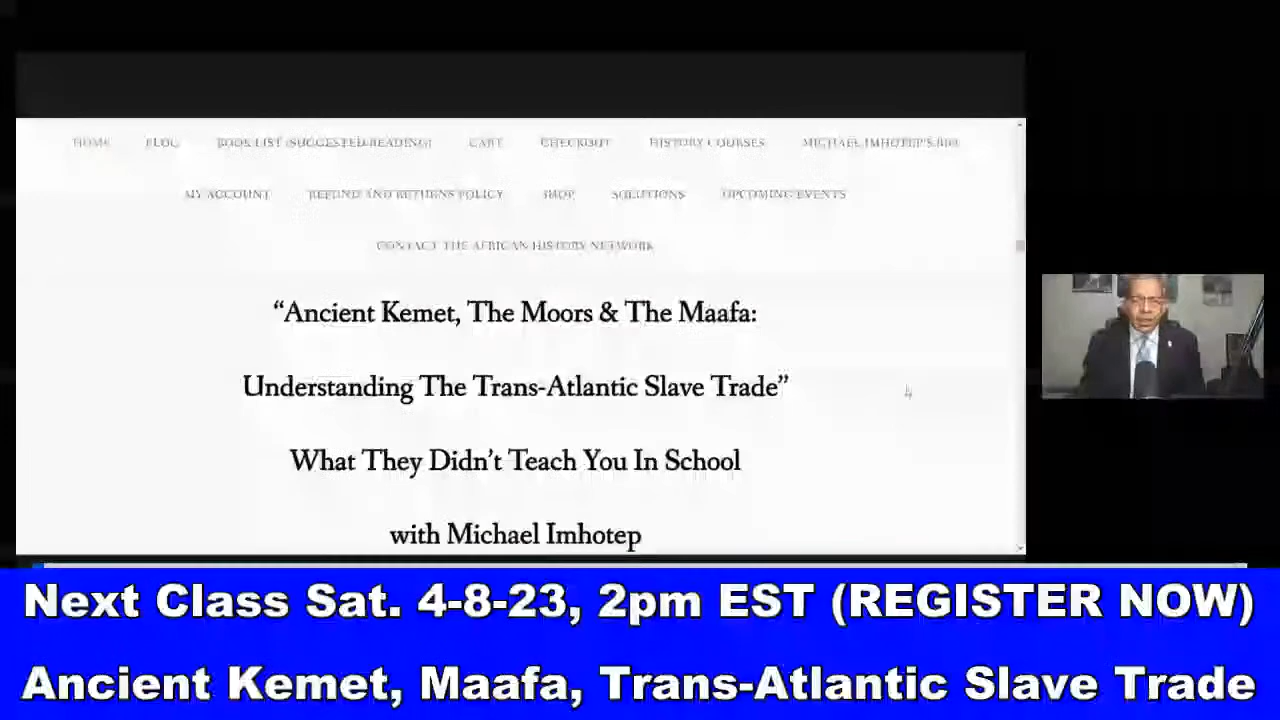 HOME BLOG BOOK LIST (SUGGESTED READING) CART CHECKOUT HISTORY COURSES MICHAEL IMHOTEP'S BIO
MY ACCOUNT REFUND AND RETURNS POLICY SHOP SOLUTIONS UPCOMING EVENTS
CONTACT THE AFRICAN HISTORY NETWORK
“Ancient Kemet, The Moors & The Maafa:
Understanding The Trans-Atlantic Slave Trade”
What They Didn’t Teach You In School
with Michael Imhotep
Next Class Sat. 4-8-23, 2pm EST (REGISTER NOW)
Ancient Kemet, Maafa, Trans-Atlantic Slave Trade